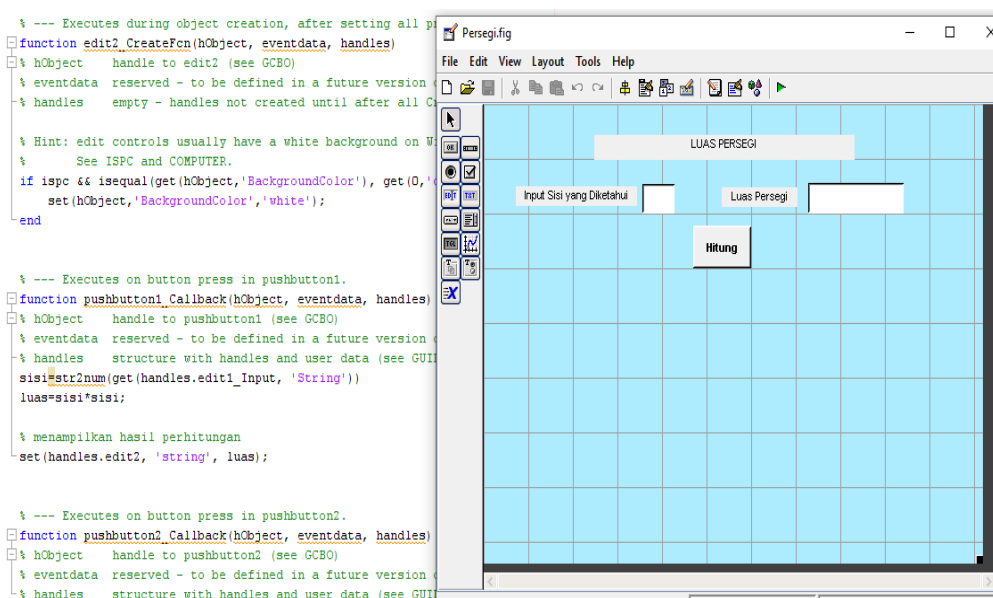 % --- Executes during object creation, after setting all
function edit2_CreateFcn(hObject, eventdata, handles)
% hObject    handle to edit2 (see GCBO)
% eventdata  reserved - to be defined in a future version
% handles    empty - handles not created until after all
% Hint: edit controls usually have a white background on
%       See ISPC and COMPUTER.
if ispc && isequal(get(hObject,'BackgroundColor'), get(0,'
    set(hObject,'BackgroundColor','white');
end
% --- Executes on button press in pushbutton1.
function pushbutton1_Callback(hObject, eventdata, handles)
% hObject    handle to pushbutton1 (see GCBO)
% eventdata  reserved - to be defined in a future version
% handles    structure with handles and user data (see
sisi=str2num(get(handles.edit1_Input, 'String'))
luas=sisi*sisi;
% menampilkan hasil perhitungan
set(handles.edit2, 'string', luas);
% --- Executes on button press in pushbutton2.
function pushbutton2_Callback(hObject, eventdata, handles)
% hObject    handle to pushbutton2 (see GCBO)
% eventdata  reserved - to be defined in a future version
% handles    structure with handles and user data (see
Persegi.fig
File Edit View Layout Tools Help
LUAS PERSEGI
Input Sisi yang Diketahui
Luas Persegi
Hitung
OK
EDIT TXT
TGL